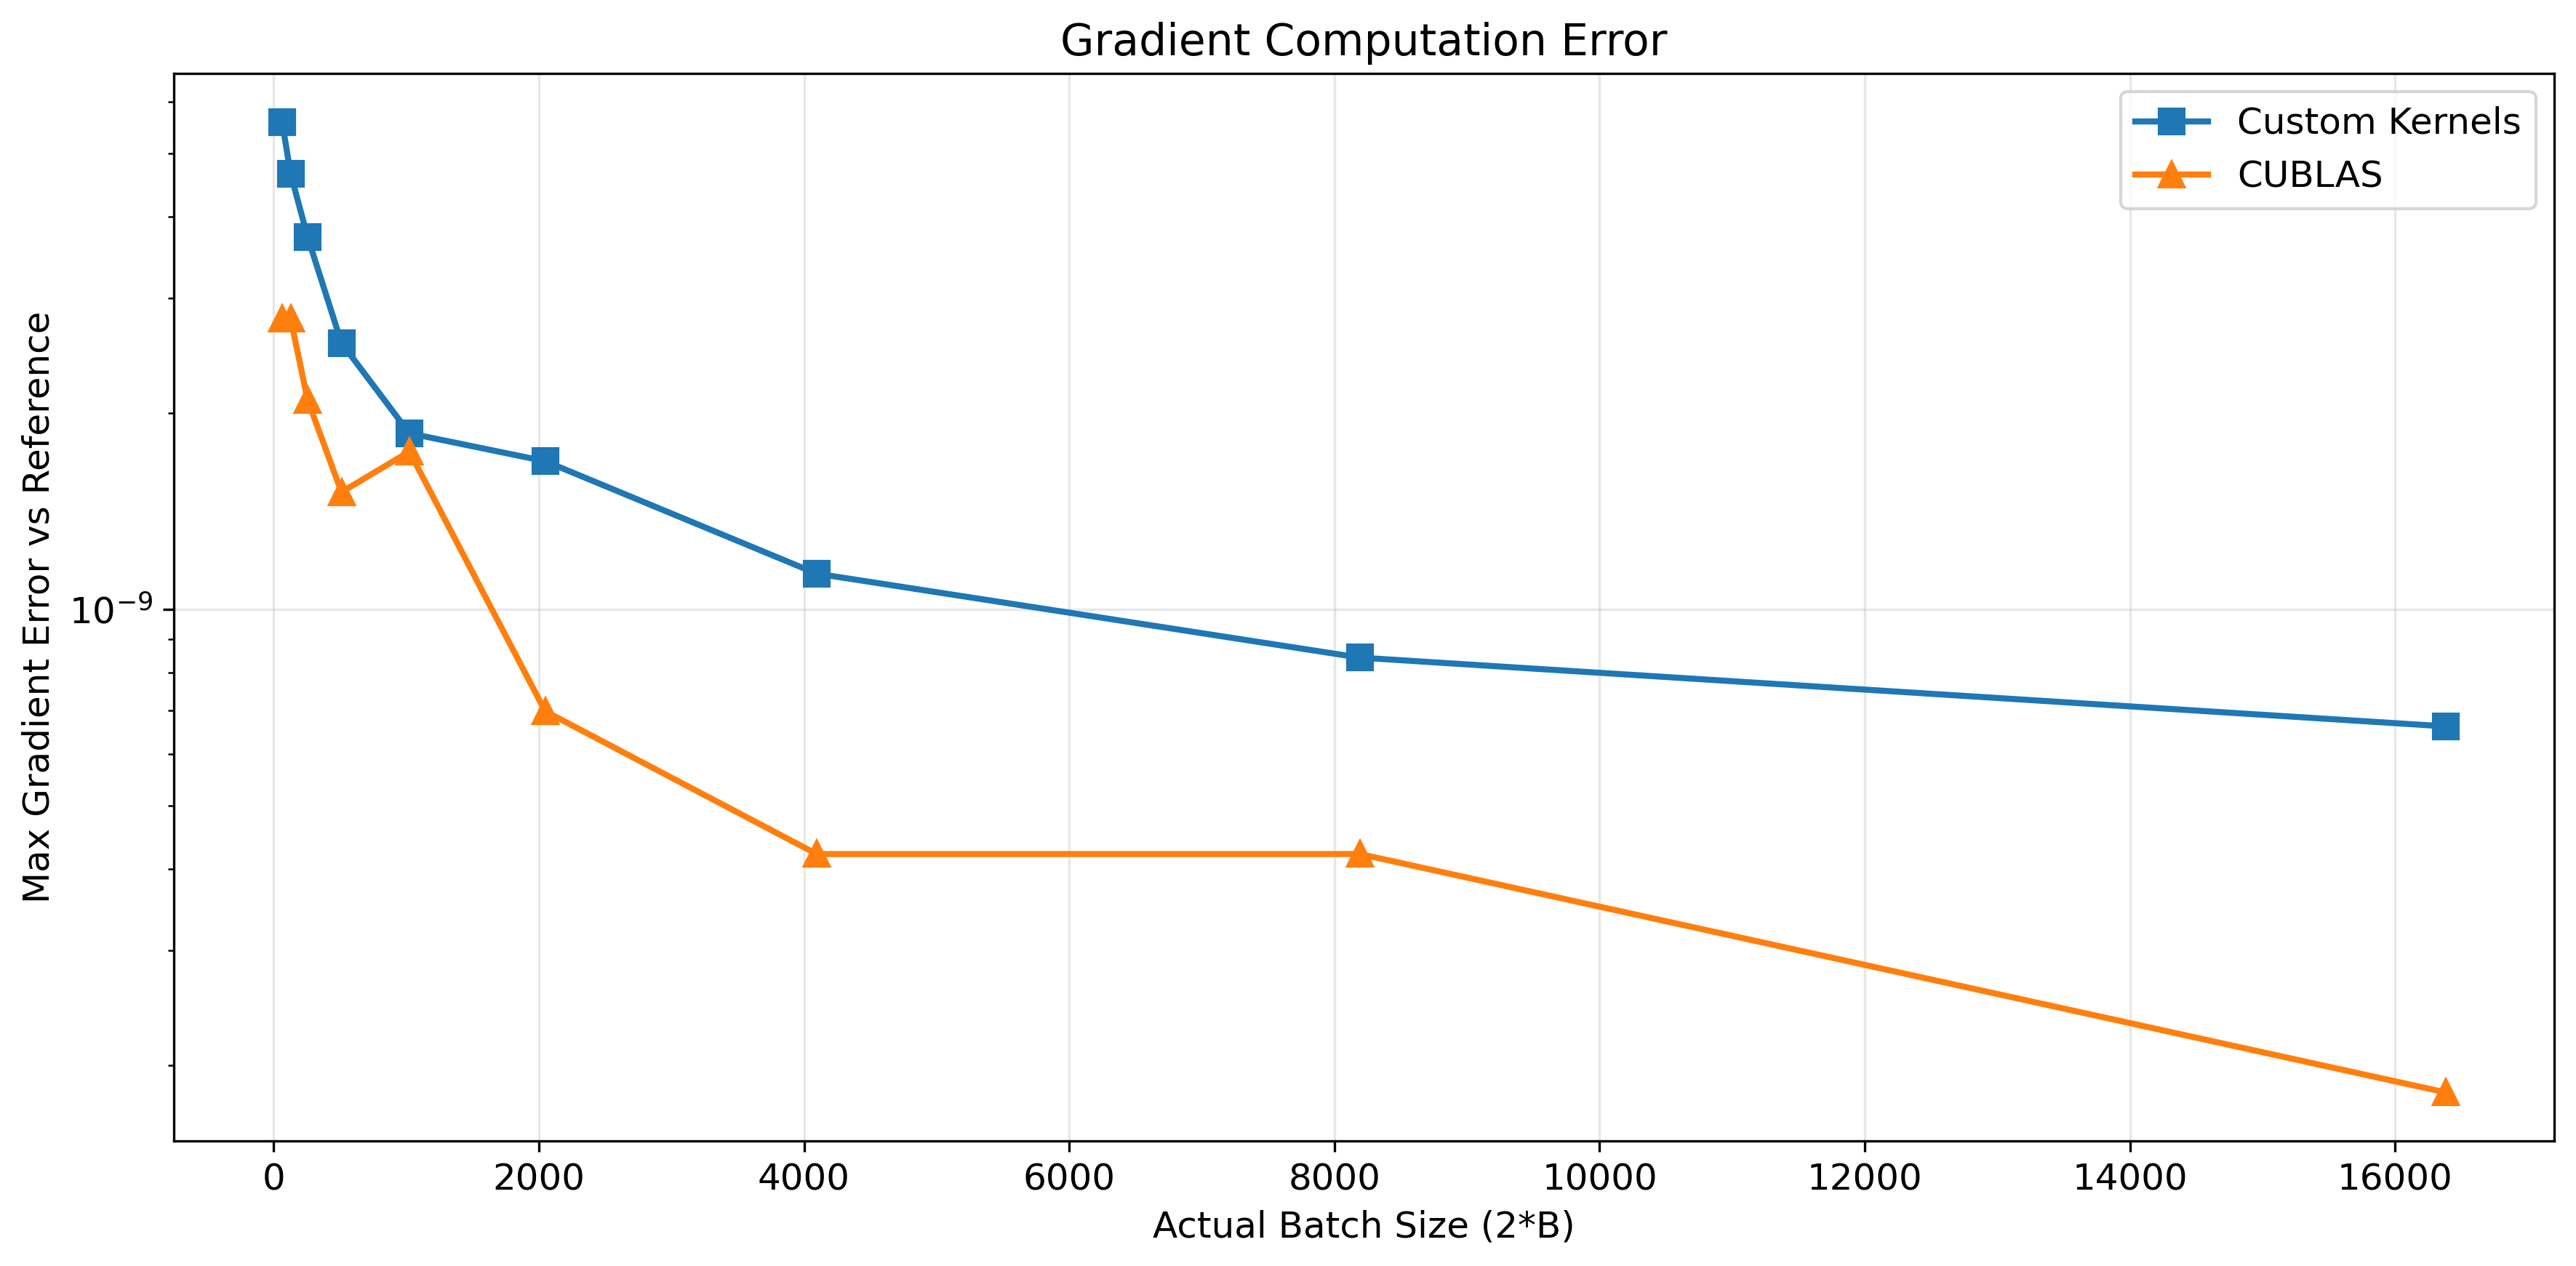 Gradient Computation Error
Custom Kernels
CUBLAS
Max Gradient Error vs Reference
10⁻⁹
0 2000 4000 6000 8000 10000 12000 14000 16000
Actual Batch Size (2*B)